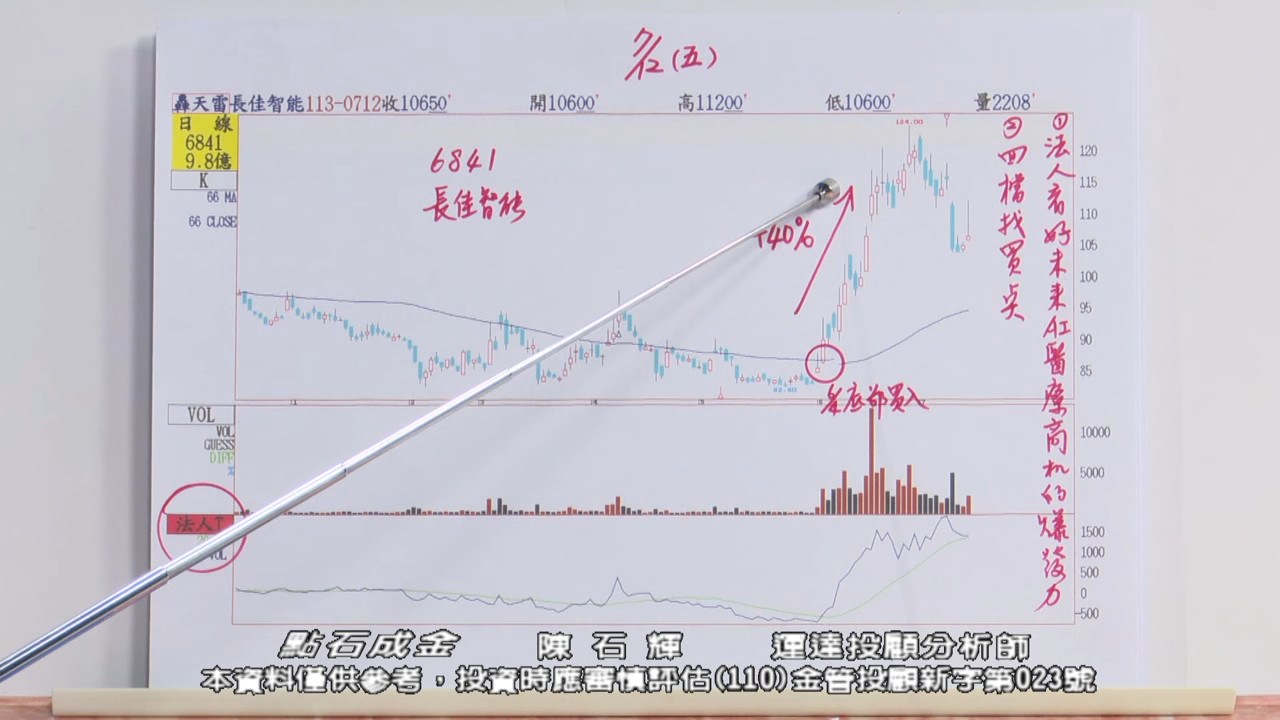 7/12(五)
轟天雷長佳智能113-0712收10650' 開10600' 高11200' 低10600' 量2208'
日 線
6841
9.8億
K
66 MA
66 CLOSE
6841
長佳智能
↑40%
124.00
82.80
120
115
110
105
100
95
90
85
①法人看好未來AI醫療商机的爆發力
②四檔找買点
底部買入
VOL
VOL
GUESS
DIFF
%
10000
5000
法人T
VOL
1500
1000
500
0
-500
點石成金 陳石輝 運達投顧分析師
本資料僅供參考，投資時應審慎評估(110)金管投顧新字第023號